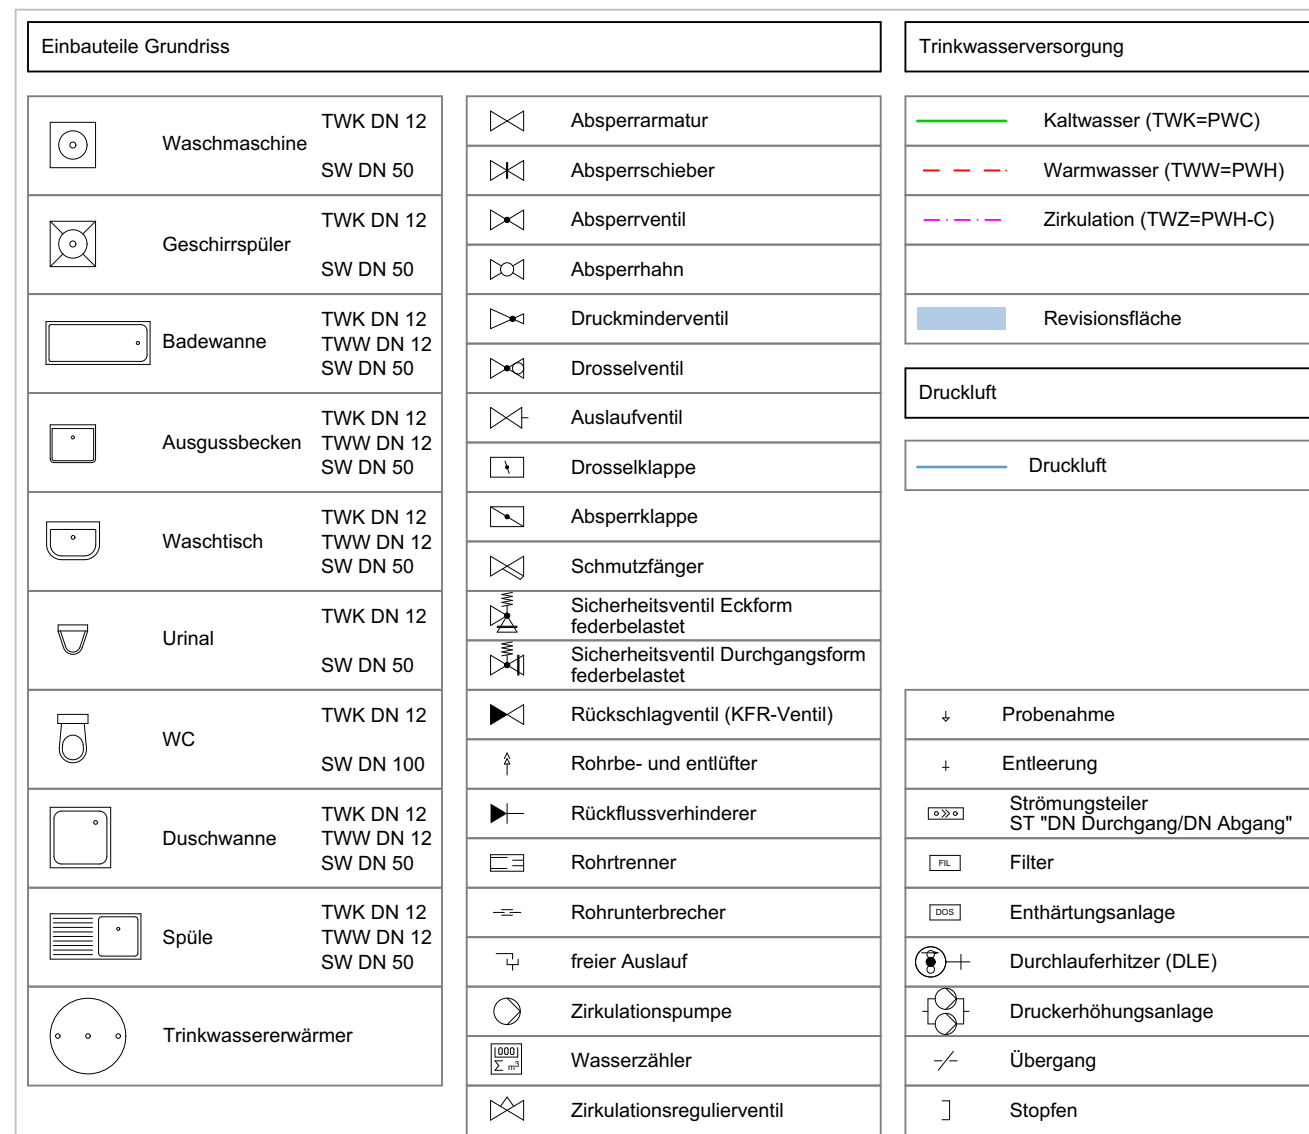 Einbauteile Grundriss
Waschmaschine
TWK DN 12
SW DN 50
Geschirrspüler
TWK DN 12
SW DN 50
Badewanne
TWK DN 12
TWW DN 12
SW DN 50
Ausgussbecken
TWK DN 12
TWW DN 12
SW DN 50
Waschtisch
TWK DN 12
TWW DN 12
SW DN 50
Urinal
TWK DN 12
SW DN 50
WC
TWK DN 12
SW DN 100
Duschwanne
TWK DN 12
TWW DN 12
SW DN 50
Spüle
TWK DN 12
TWW DN 12
SW DN 50
Trinkwassererwärmer
Absperrarmatur
Absperrschieber
Absperrventil
Absperrhahn
Druckminderventil
Drosselventil
Auslaufventil
Drosselklappe
Absperrklappe
Schmutzfänger
Sicherheitsventil Eckform
federbelastet
Sicherheitsventil Durchgangsform
federbelastet
Rückschlagventil (KFR-Ventil)
Rohrbe- und entlüfter
Rückflussverhinderer
Rohrtrenner
Rohrunterbrecher
freier Auslauf
Zirkulationspumpe
000
Σ m³
Wasserzähler
Zirkulationsregulierventil
Trinkwasserversorgung
Kaltwasser (TWK=PWC)
Warmwasser (TWW=PWH)
Zirkulation (TWZ=PWH-C)
Revisionsfläche
Druckluft
Druckluft
Probenahme
Entleerung
Strömungsteiler
ST "DN Durchgang/DN Abgang"
FIL Filter
DOS Enthärtungsanlage
Durchlauferhitzer (DLE)
Druckerhöhungsanlage
Übergang
Stopfen